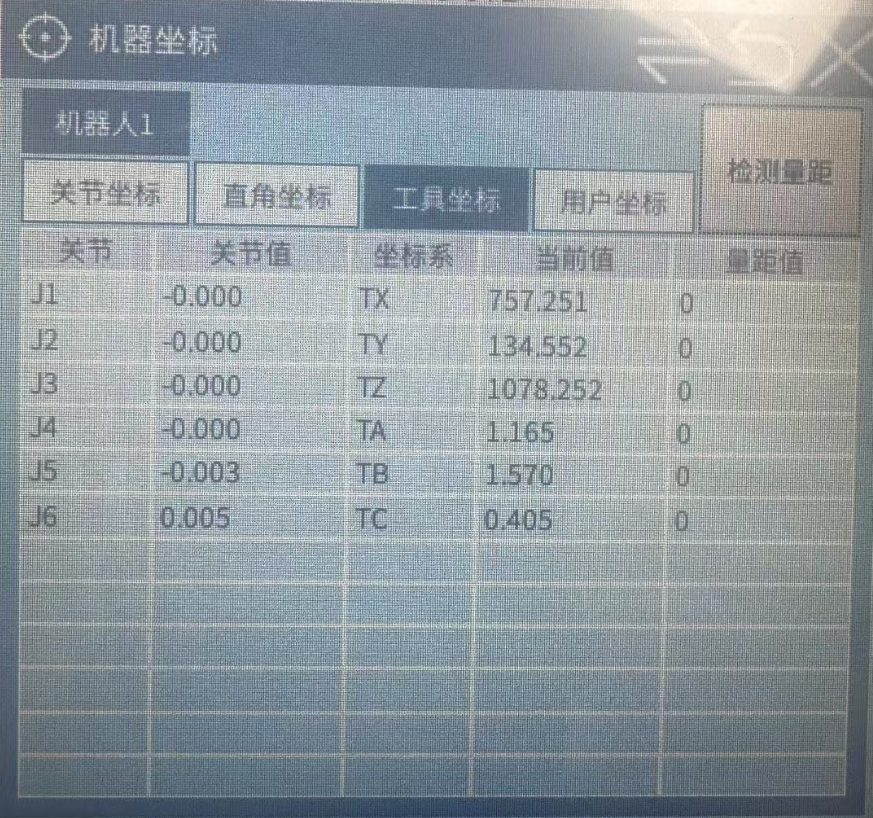 机器坐标
机器人1
检测量距
关节坐标 直角坐标 工具坐标 用户坐标
关节 关节值 坐标系 当前值 量距值
J1 -0.000 TX 757.251 0
J2 -0.000 TY 134.552 0
J3 -0.000 TZ 1078.252 0
J4 -0.000 TA 1.165 0
J5 -0.003 TB 1.570 0
J6 0.005 TC 0.405 0